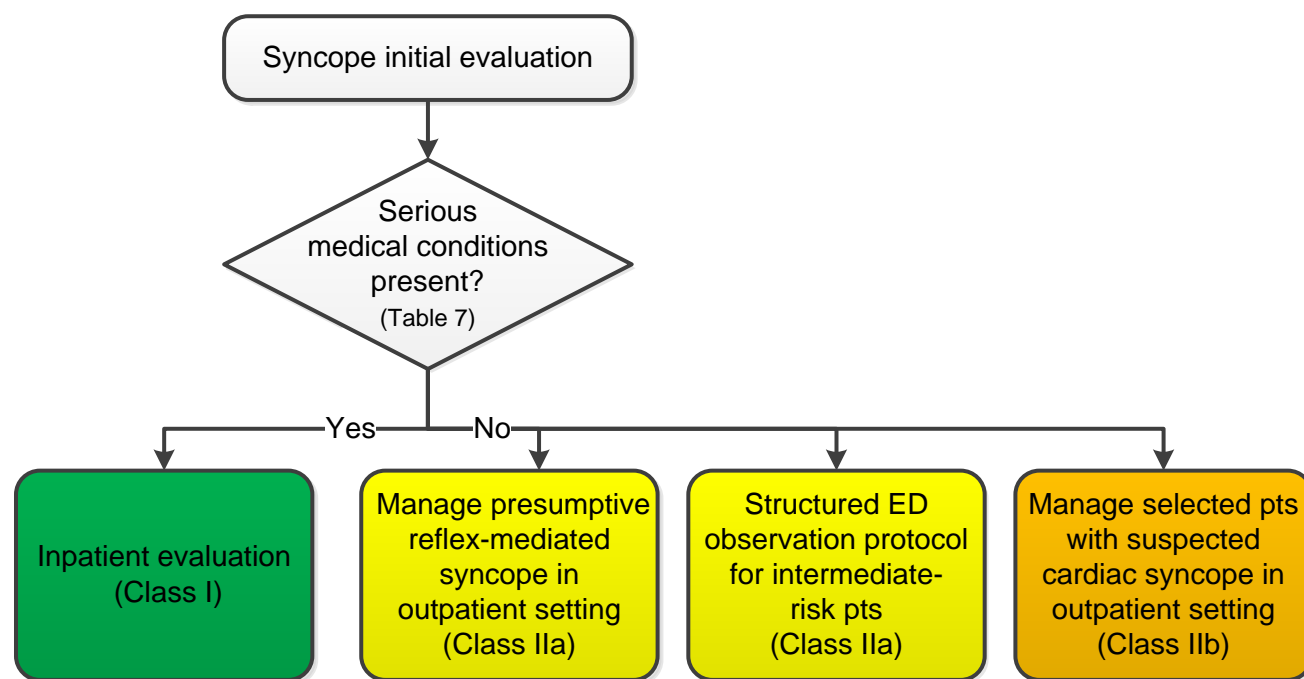 Syncope initial evaluation
Serious
medical conditions
present?
(Table 7)
Yes
No
Inpatient evaluation
(Class I)
Manage presumptive
reflex-mediated
syncope in
outpatient setting
(Class IIa)
Structured ED
observation protocol
for intermediate-
risk pts
(Class IIa)
Manage selected pts
with suspected
cardiac syncope in
outpatient setting
(Class IIb)